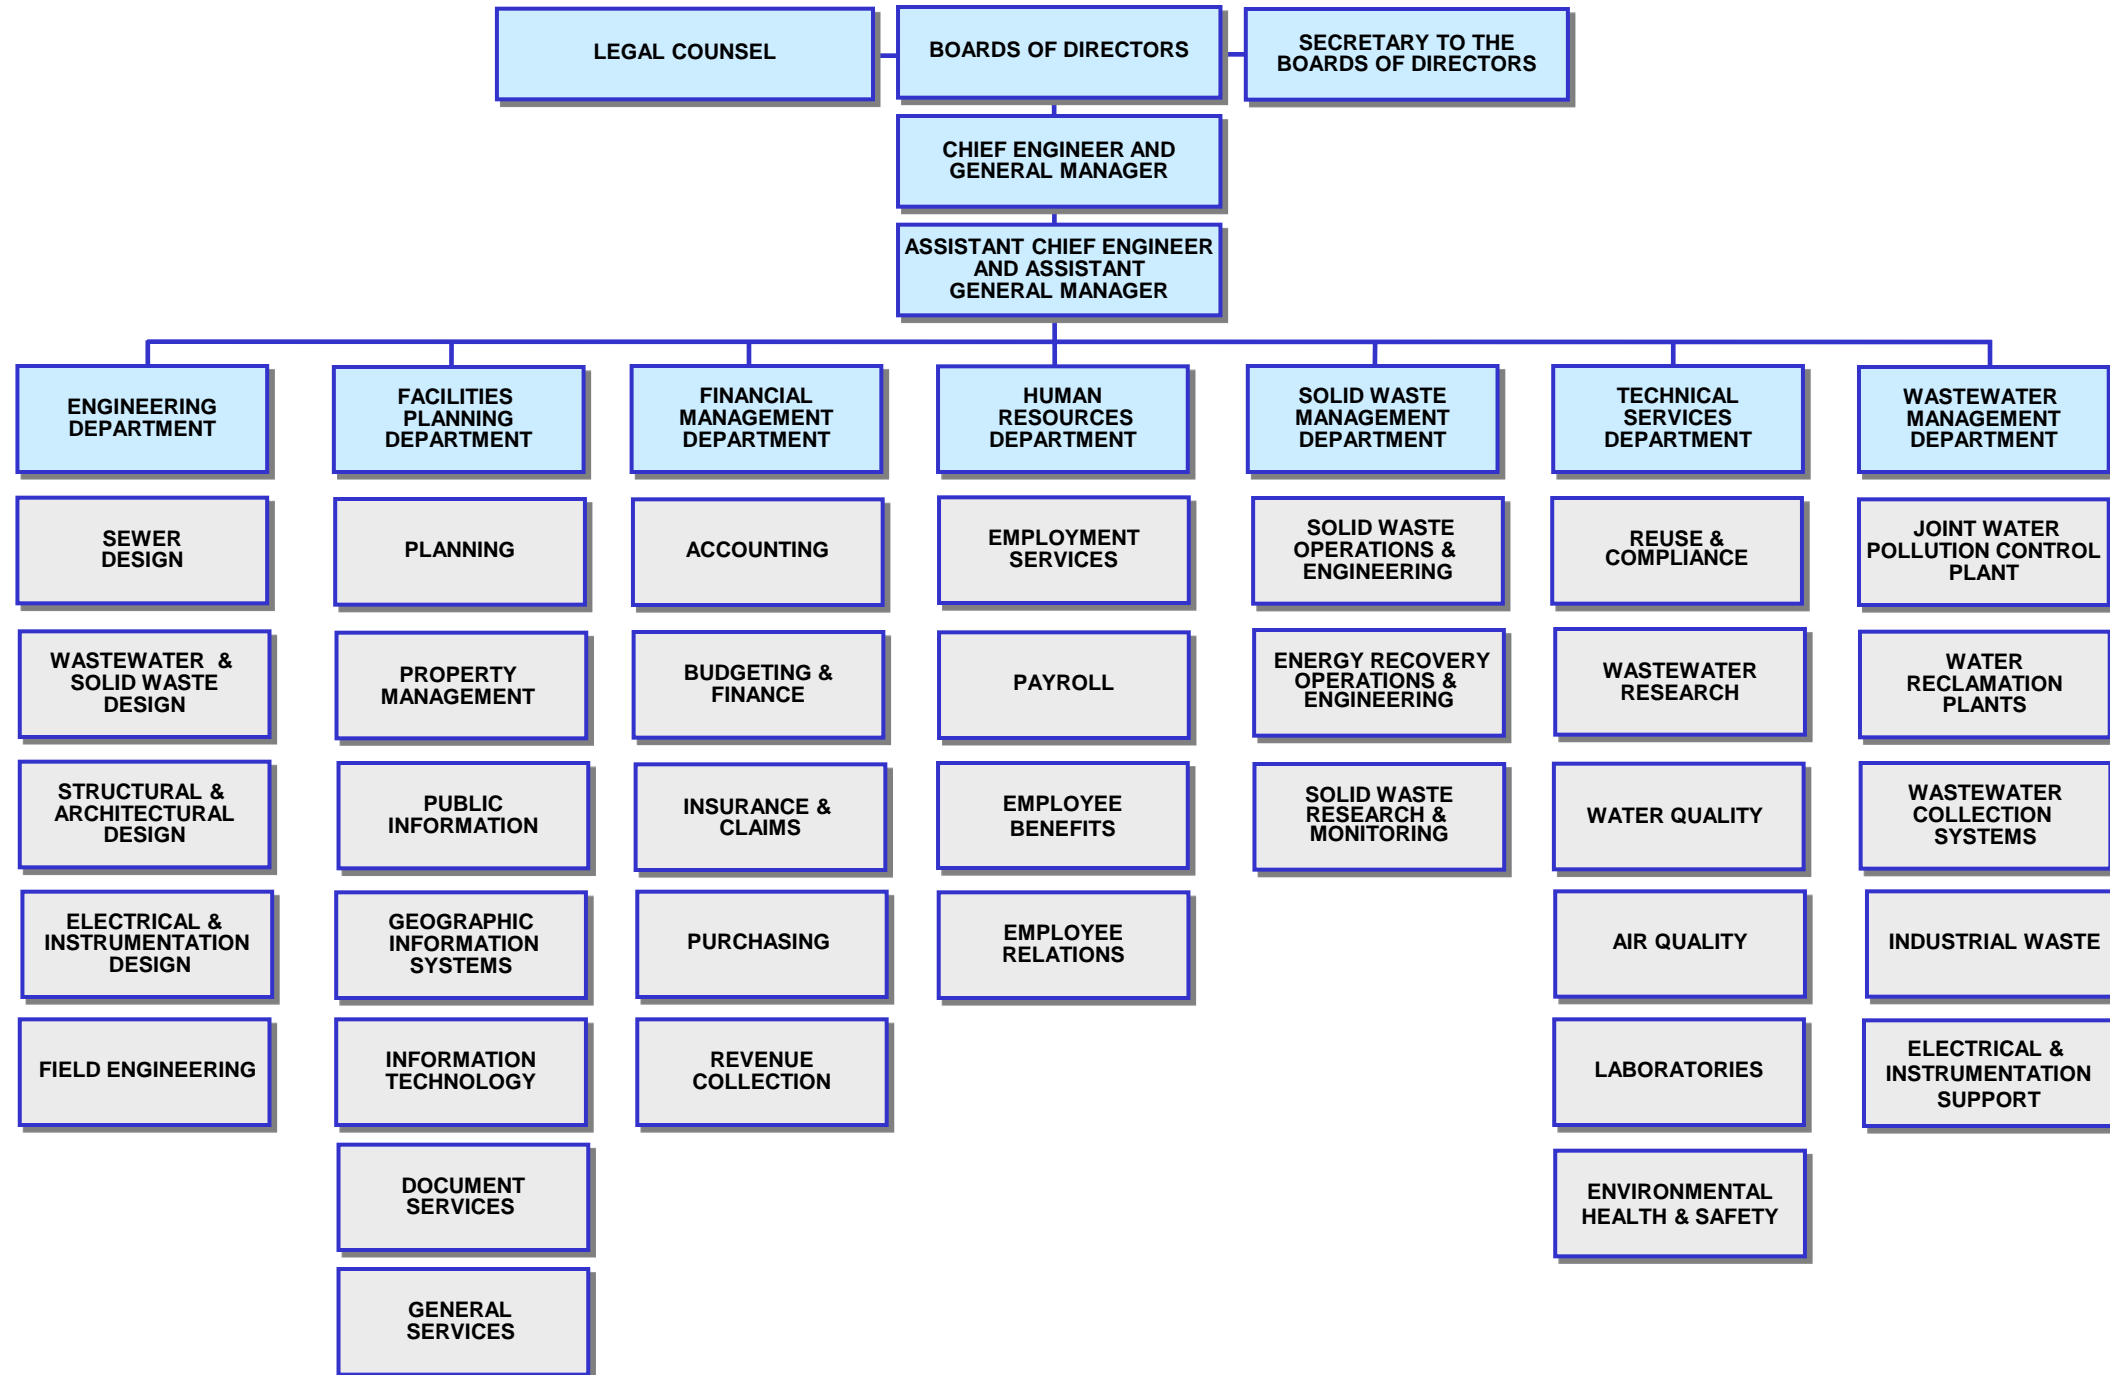 LEGAL COUNSEL
BOARDS OF DIRECTORS
SECRETARY TO THE
BOARDS OF DIRECTORS
CHIEF ENGINEER AND
GENERAL MANAGER
ASSISTANT CHIEF ENGINEER
AND ASSISTANT
GENERAL MANAGER
ENGINEERING
DEPARTMENT
FACILITIES
PLANNING
DEPARTMENT
FINANCIAL
MANAGEMENT
DEPARTMENT
HUMAN
RESOURCES
DEPARTMENT
SOLID WASTE
MANAGEMENT
DEPARTMENT
TECHNICAL
SERVICES
DEPARTMENT
WASTEWATER
MANAGEMENT
DEPARTMENT
SEWER
DESIGN
PLANNING
ACCOUNTING
EMPLOYMENT
SERVICES
SOLID WASTE
OPERATIONS &
ENGINEERING
REUSE &
COMPLIANCE
JOINT WATER
POLLUTION CONTROL
PLANT
WASTEWATER &
SOLID WASTE
DESIGN
PROPERTY
MANAGEMENT
BUDGETING &
FINANCE
PAYROLL
ENERGY RECOVERY
OPERATIONS &
ENGINEERING
WASTEWATER
RESEARCH
WATER
RECLAMATION
PLANTS
STRUCTURAL &
ARCHITECTURAL
DESIGN
PUBLIC
INFORMATION
INSURANCE &
CLAIMS
EMPLOYEE
BENEFITS
SOLID WASTE
RESEARCH &
MONITORING
WATER QUALITY
WASTEWATER
COLLECTION
SYSTEMS
ELECTRICAL &
INSTRUMENTATION
DESIGN
GEOGRAPHIC
INFORMATION
SYSTEMS
PURCHASING
EMPLOYEE
RELATIONS
AIR QUALITY
INDUSTRIAL WASTE
FIELD ENGINEERING
INFORMATION
TECHNOLOGY
REVENUE
COLLECTION
LABORATORIES
ELECTRICAL &
INSTRUMENTATION
SUPPORT
DOCUMENT
SERVICES
ENVIRONMENTAL
HEALTH & SAFETY
GENERAL
SERVICES